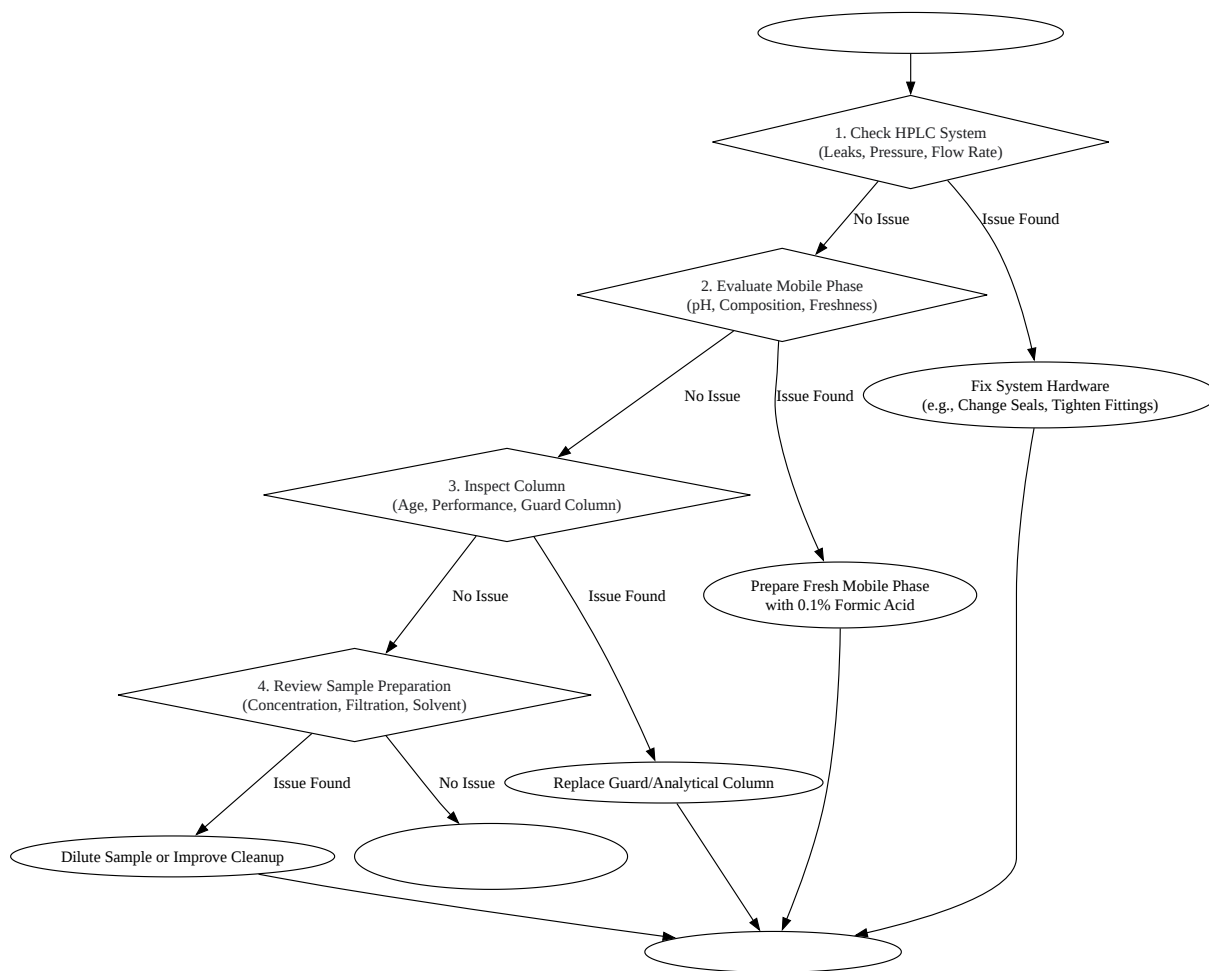 1. Check HPLC System
(Leaks, Pressure, Flow Rate)
No Issue
Issue Found
2. Evaluate Mobile Phase
(pH, Composition, Freshness)
Fix System Hardware
(e.g., Change Seals, Tighten Fittings)
No Issue
Issue Found
3. Inspect Column
(Age, Performance, Guard Column)
Prepare Fresh Mobile Phase
with 0.1% Formic Acid
No Issue
Issue Found
4. Review Sample Preparation
(Concentration, Filtration, Solvent)
Issue Found
No Issue
Replace Guard/Analytical Column
Dilute Sample or Improve Cleanup